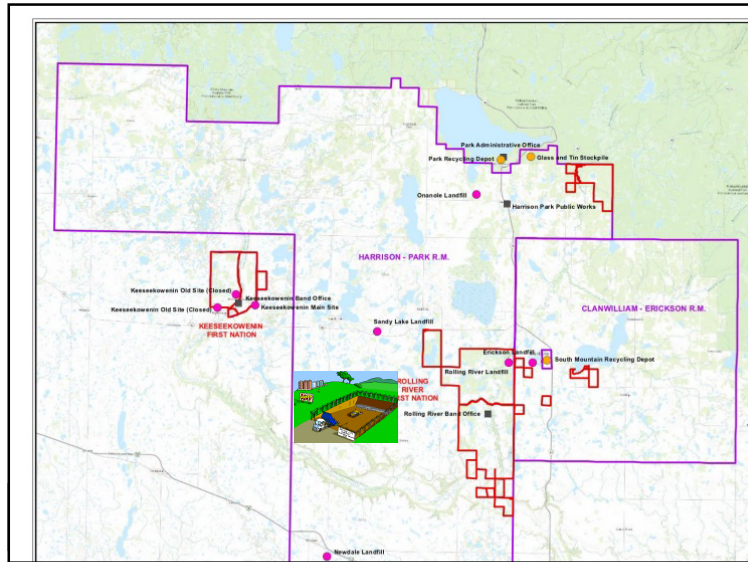 Park Administrative Office
Park Recycling Depot
Glass and Tin Stockpile
Onanole Landfill
Harrison Park Public Works
HARRISON - PARK R.M.
Keeseekowenin Old Site (Closed)
Keeseekowenin Band Office
Keeseekowenin Old Site (Closed)
Keeseekowenin Main Site
CLANWILLIAM - ERICKSON R.M.
KEESEEKOWENIN
FIRST NATION
Sandy Lake Landfill
Erickson Landfill
South Mountain Recycling Depot
Rolling River Landfill
ROLLING
RIVER
FIRST NATION
Rolling River Band Office
Newdale Landfill